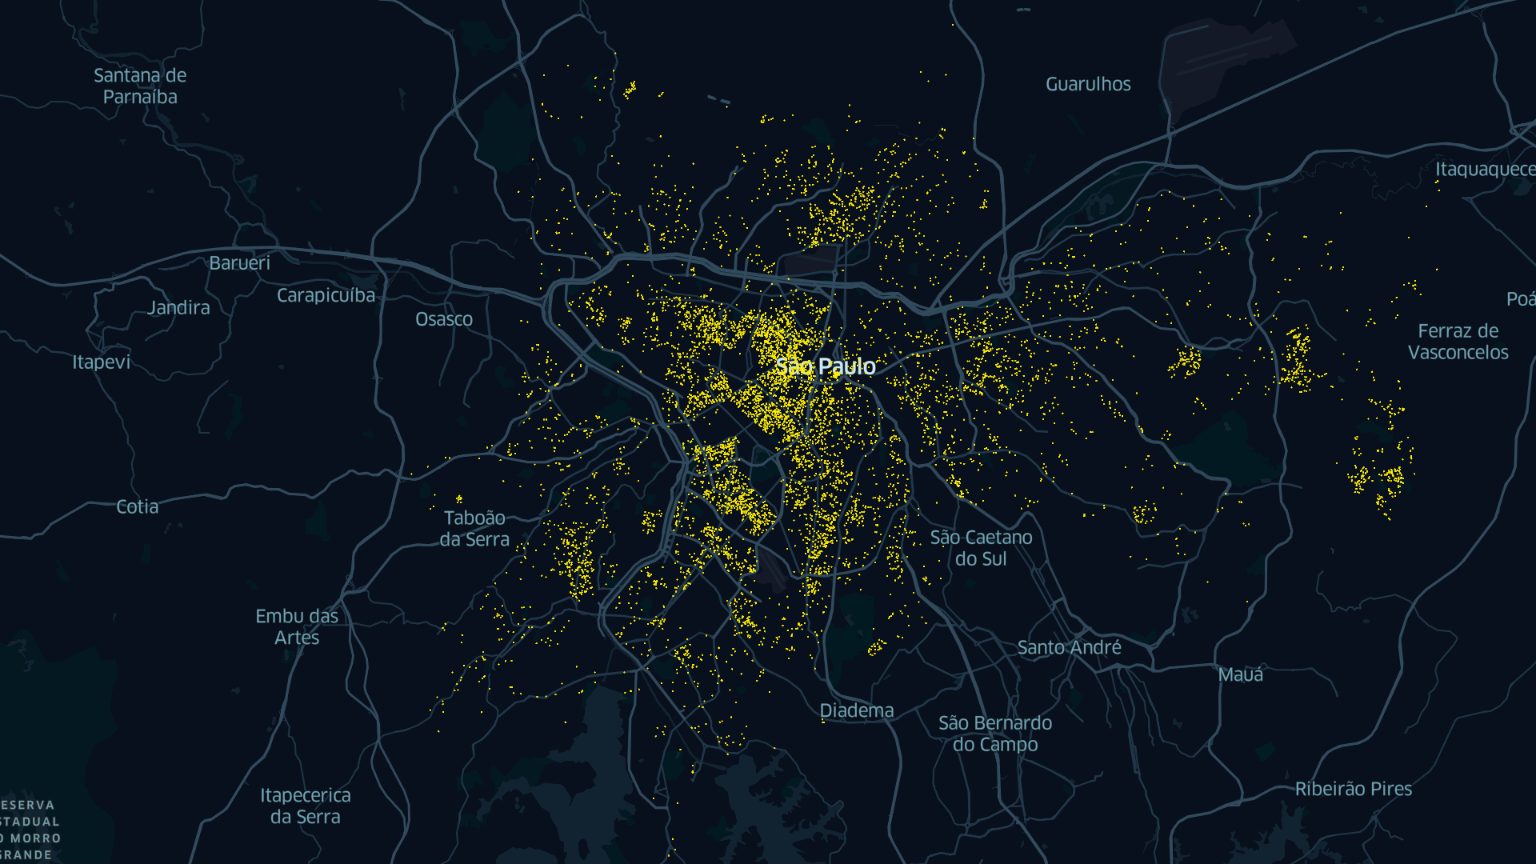 Santana de
Parnaíba
Guarulhos
Itaquaquece
Barueri
Carapicuíba
Jandira
Osasco
Poá
Ferraz de
Vasconcelos
Itapevi
São Paulo
Cotia
Taboão
da Serra
São Caetano
do Sul
Embu das
Artes
Santo André
Mauá
Diadema
São Bernardo
do Campo
Itapecerica
da Serra
Ribeirão Pires
ESERVA
STADUAL
O MORRO
GRANDE